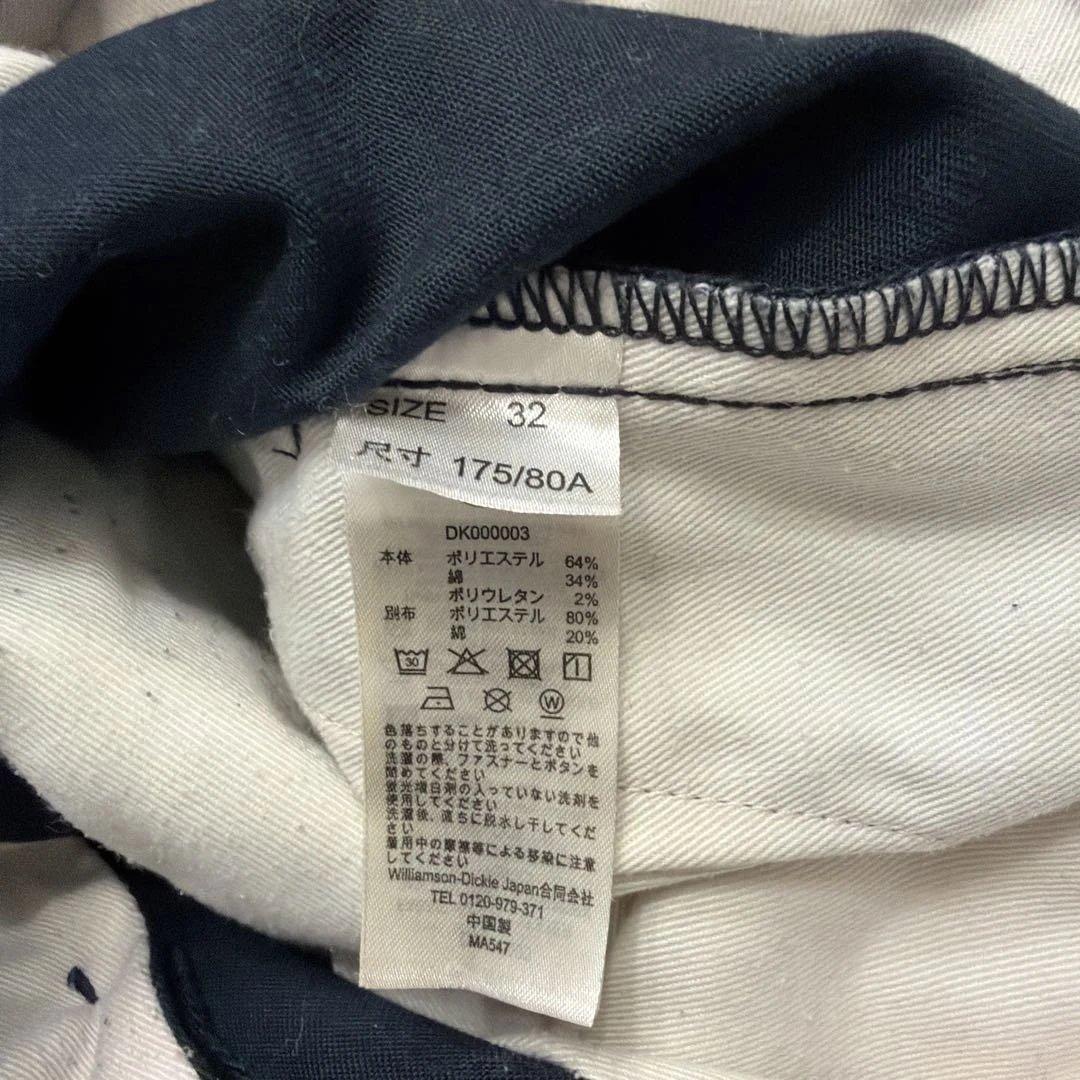 SIZE 32
尺寸 175/80A
DK000003
本体 ポリエステル 64%
綿 34%
ポリウレタン 2%
別布 ポリエステル 80%
綿 20%
30
W
色落ちすることがありますので他
のものと分けて洗ってください
洗濯の際、ファスナーとボタンを
閉めてください
蛍光増白剤の入っていない洗剤を
使用してください
洗濯後、直ちに脱水し干してくだ
さい
着用中の摩擦等による移染に注意
してください
Williamson-Dickie Japan合同会社
TEL 0120-979-371
中国製
MA547